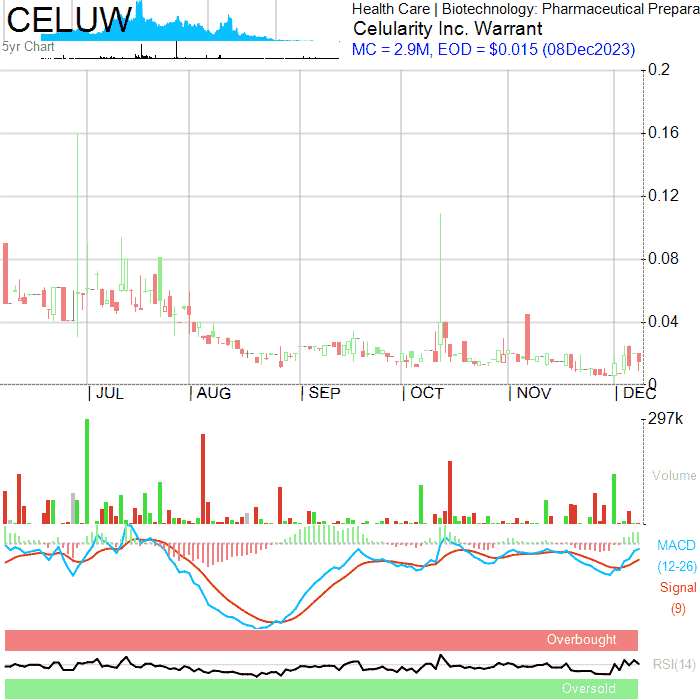 CELUW
Health Care | Biotechnology: Pharmaceutical Prepara
Celularity Inc. Warrant
5yr Chart
MC = 2.9M, EOD = $0.015 (08Dec2023)
0.2
0.16
0.12
0.08
0.04
0
| JUL | AUG | SEP | OCT | NOV | DEC
297k
Volume
MACD
(12-26)
Signal
(9)
Overbought
RSI(14)
Oversold